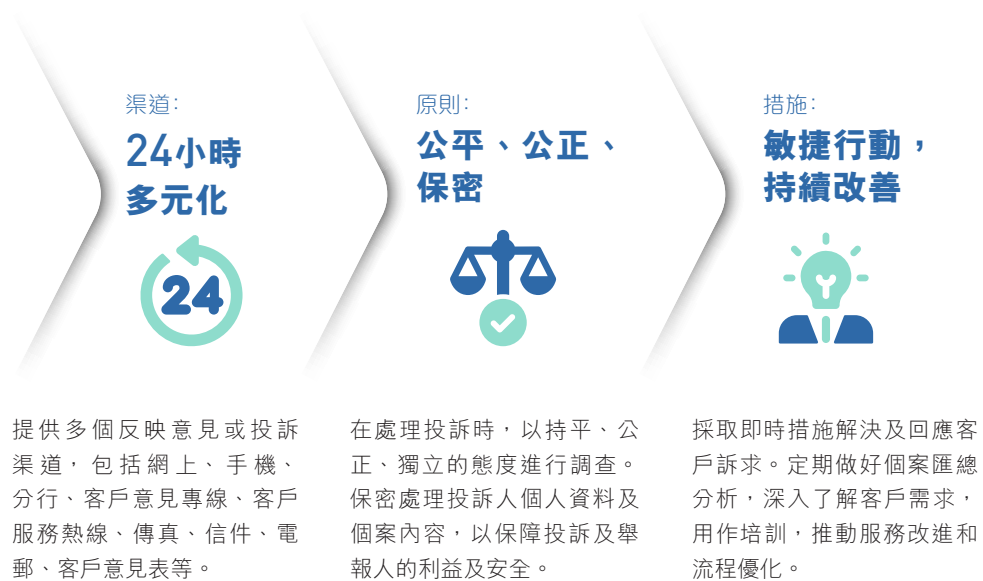 渠道：
24小時
多元化
24
提供多個反映意見或投訴
渠道，包括網上、手機、
分行、客戶意見專線、客戶
服務熱線、傳真、信件、電
郵、客戶意見表等。
原則：
公平、公正、
保密
在處理投訴時，以持平、公
正、獨立的態度進行調查。
保密處理投訴人個人資料及
個案內容，以保障投訴及舉
報人的利益及安全。
措施：
敏捷行動，
持續改善
採取即時措施解決及回應客
戶訴求。定期做好個案匯總
分析，深入了解客戶需求，
用作培訓，推動服務改進和
流程優化。